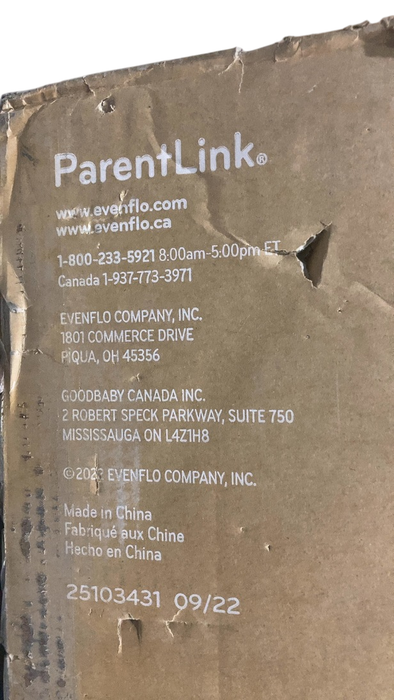 ParentLink®
www.evenflo.com
www.evenflo.ca
1-800-233-5921 8:00am-5:00pm ET
Canada 1-937-773-3971
EVENFLO COMPANY, INC.
1801 COMMERCE DRIVE
PIQUA, OH 45356
GOODBABY CANADA INC.
2 ROBERT SPECK PARKWAY, SUITE 750
MISSISSAUGA ON L4Z1H8
© EVENFLO COMPANY, INC.
Made in China
Fabriqué aux Chine
Hecho en China
25103431 09/22